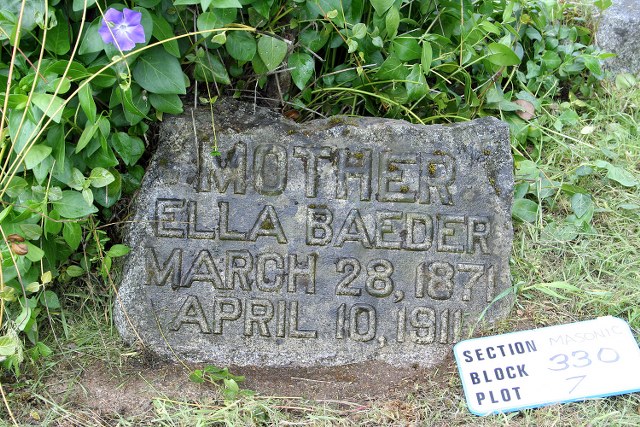 MOTHER
ELLA BAEDER
MARCH 28, 1871
APRIL 10, 1911
SECTION MASONIC
BLOCK 330
PLOT 7